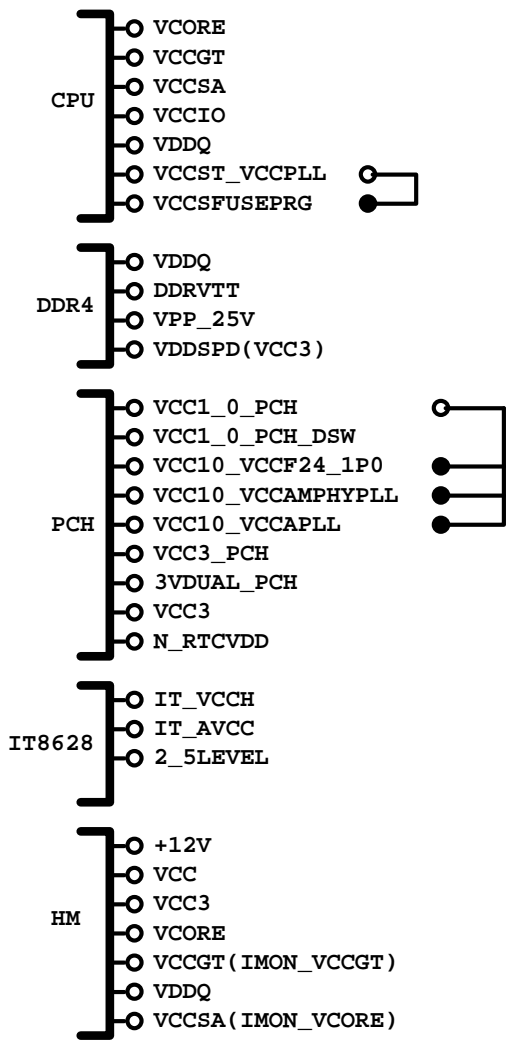 VCORE
VCCGT
VCCSA
CPU
VCCIO
VDDQ
VCCST_VCCPLL
VCCSFUSEPRG
VDDQ
DDRVTT
DDR4
VPP_25V
VDDSPD(VCC3)
VCC1_0_PCH
VCC1_0_PCH_DSW
VCC10_VCCF24_1P0
VCC10_VCCAMPHYPLL
PCH
VCC10_VCCAPLL
VCC3_PCH
3VDUAL_PCH
VCC3
N_RTCVDD
IT_VCCH
IT_AVCC
IT8628
2_5LEVEL
+12V
VCC
VCC3
HM
VCORE
VCCGT(IMON_VCCGT)
VDDQ
VCCSA(IMON_VCORE)